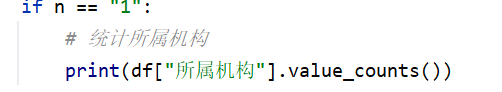 if n == "1":
# 统计所属机构
print(df["所属机构"].value_counts())